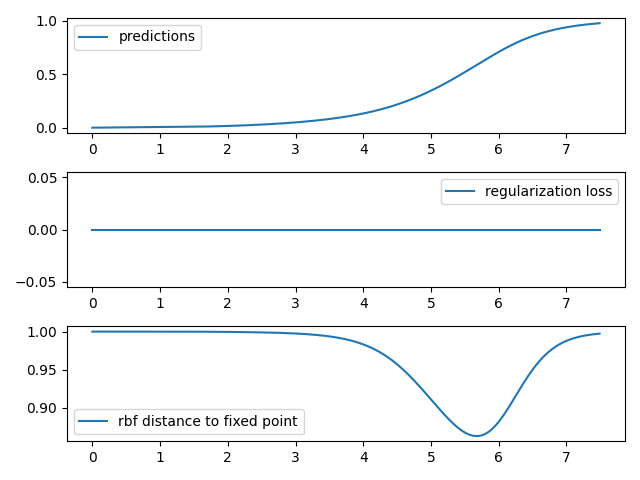 1.0
predictions
0.5
0.0
0 1 2 3 4 5 6 7
0.05
regularization loss
0.00
−0.05
0 1 2 3 4 5 6 7
1.00
0.95
0.90
rbf distance to fixed point
0 1 2 3 4 5 6 7